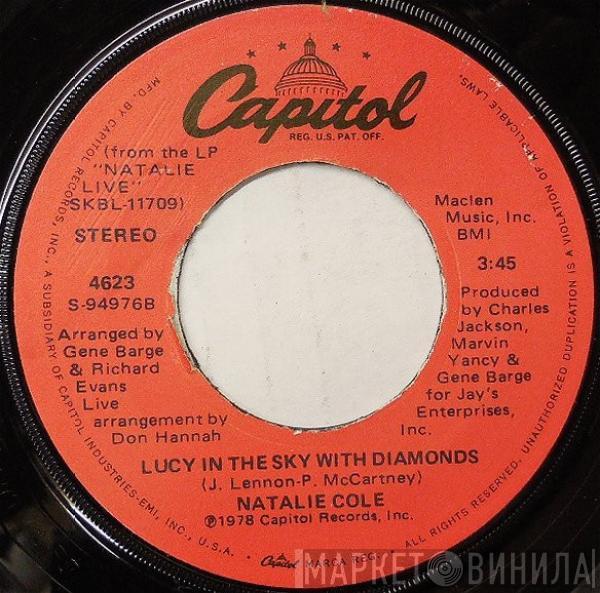 Capitol
REG. U.S. PAT. OFF.
(from the LP
"NATALIE
LIVE"
SKBL-11709)
STEREO
4623
S-94976B
Arranged by
Gene Barge
& Richard
Evans
Live
arrangement by
Don Hannah
Maclen
Music, Inc.
BMI
3:45
Produced
by Charles
Jackson,
Marvin
Yancy &
Gene Barge
for Jay's
Enterprises,
Inc.
LUCY IN THE SKY WITH DIAMONDS
(J. Lennon-P. McCartney)
NATALIE COLE
℗1978 Capitol Records, Inc.
MFD. BY CAPITOL RECORDS, INC., A SUBSIDIARY OF CAPITOL INDUSTRIES-EMI, INC., U.S.A. • Capitol MARCA REG. • ALL RIGHTS RESERVED. UNAUTHORIZED DUPLICATION IS A VIOLATION OF APPLICABLE LAWS.
МАРКЕТ ВИНИЛА